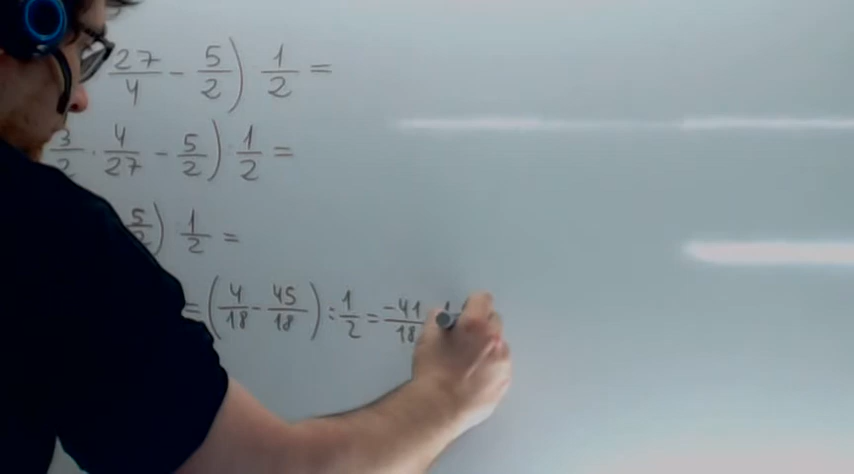 27/4 - 5/2) 1/2 =
3/2 · 4/27 - 5/2) 1/2 =
5/2) 1/2 =
= (4/18 - 45/18) : 1/2 = -41/18